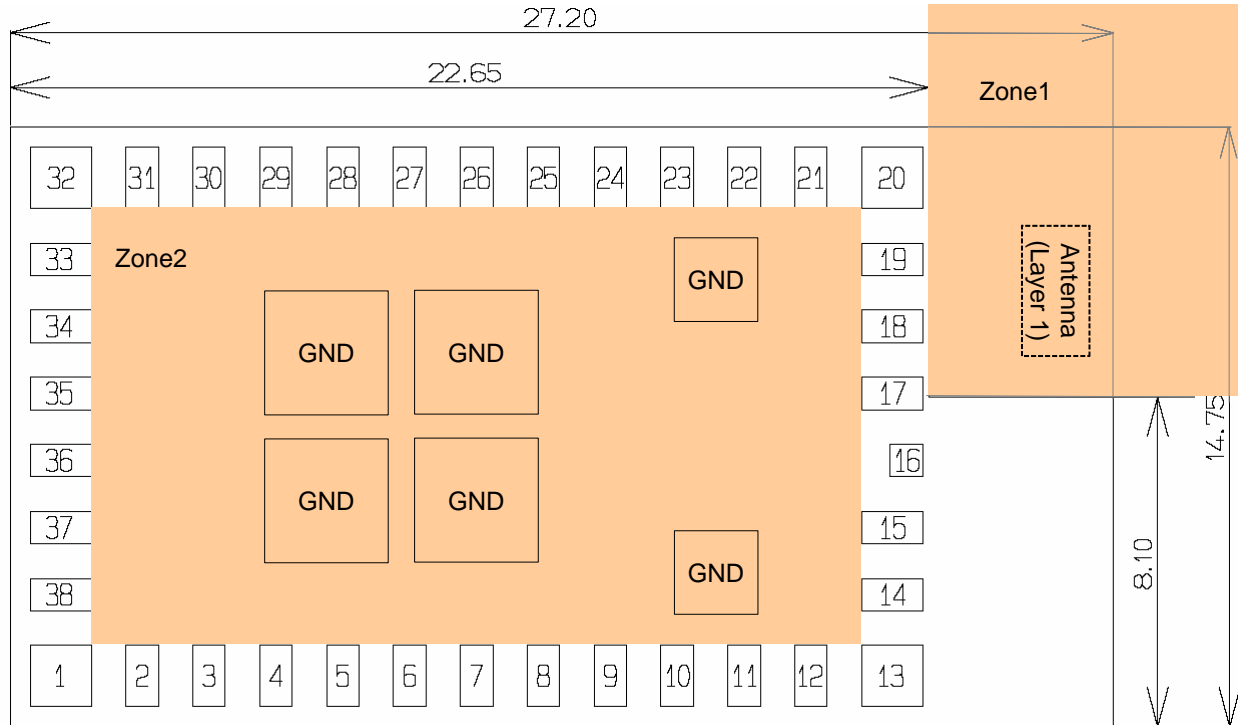 27.20
22.65
Zone1
32 31 30 29 28 27 26 25 24 23 22 21 20
33 Zone2 GND 19
Antenna
(Layer 1)
34 GND GND 18
35 17
14.75
36 16
GND GND
37 15
8.10
GND
38 14
1 2 3 4 5 6 7 8 9 10 11 12 13